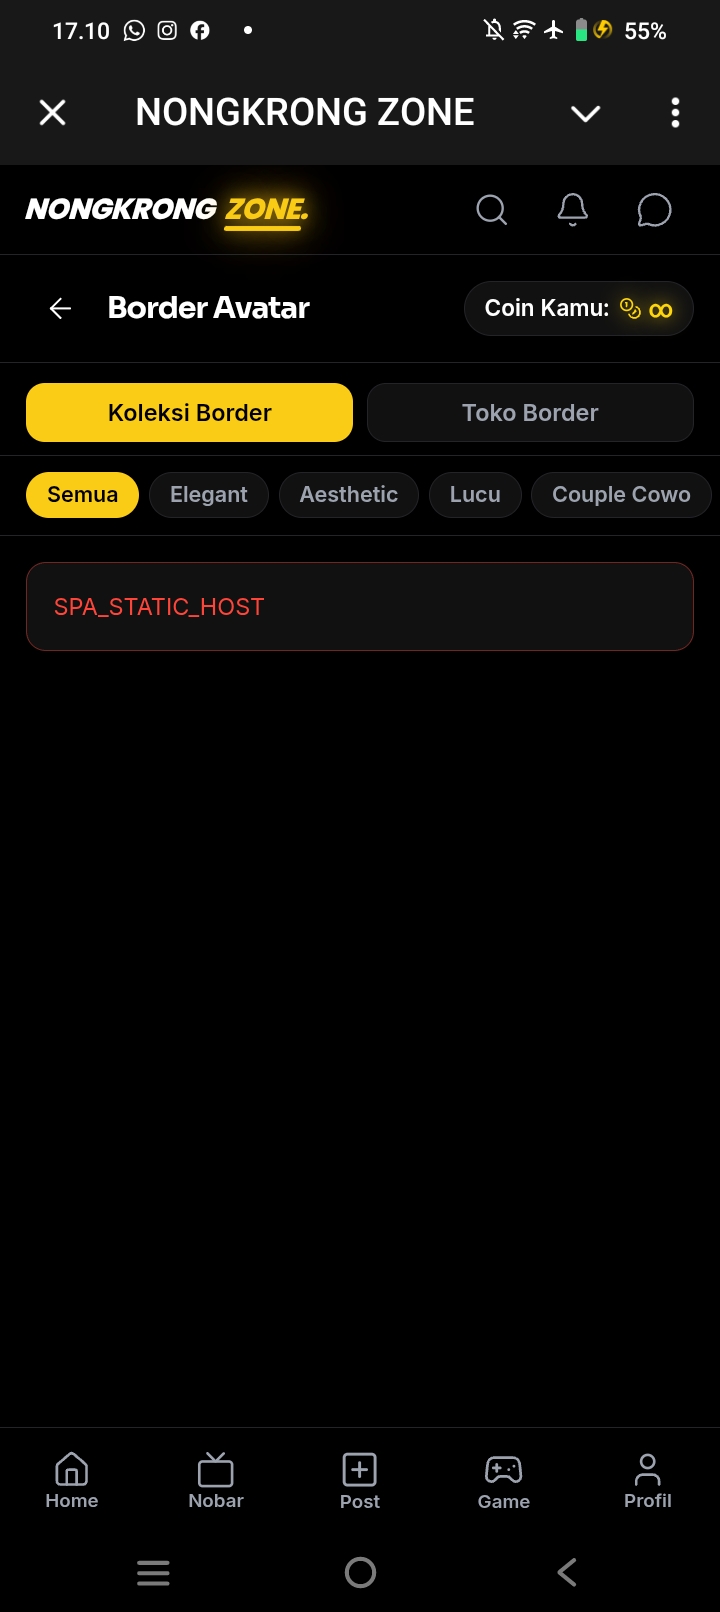 17.10 55%
NONGKRONG ZONE
NONGKRONG ZONE.
Border Avatar Coin Kamu: ∞
Koleksi Border Toko Border
Semua Elegant Aesthetic Lucu Couple Cowo
SPA_STATIC_HOST
Home Nobar Post Game Profil